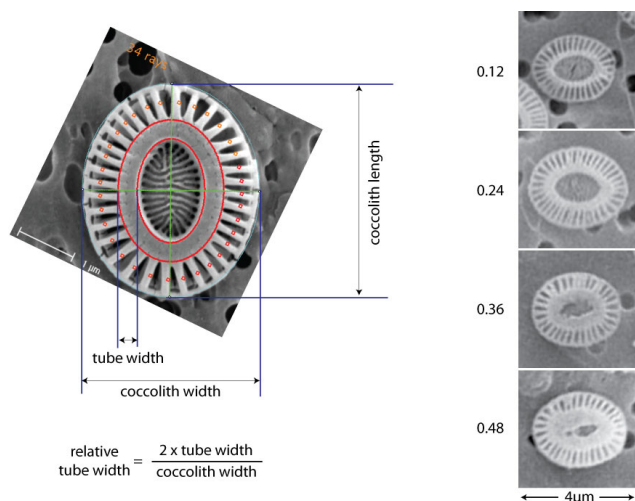 34 rays
1 µm
coccolith length
tube width
coccolith width
relative
tube width = 2 x tube width
coccolith width
0.12
0.24
0.36
0.48
4µm